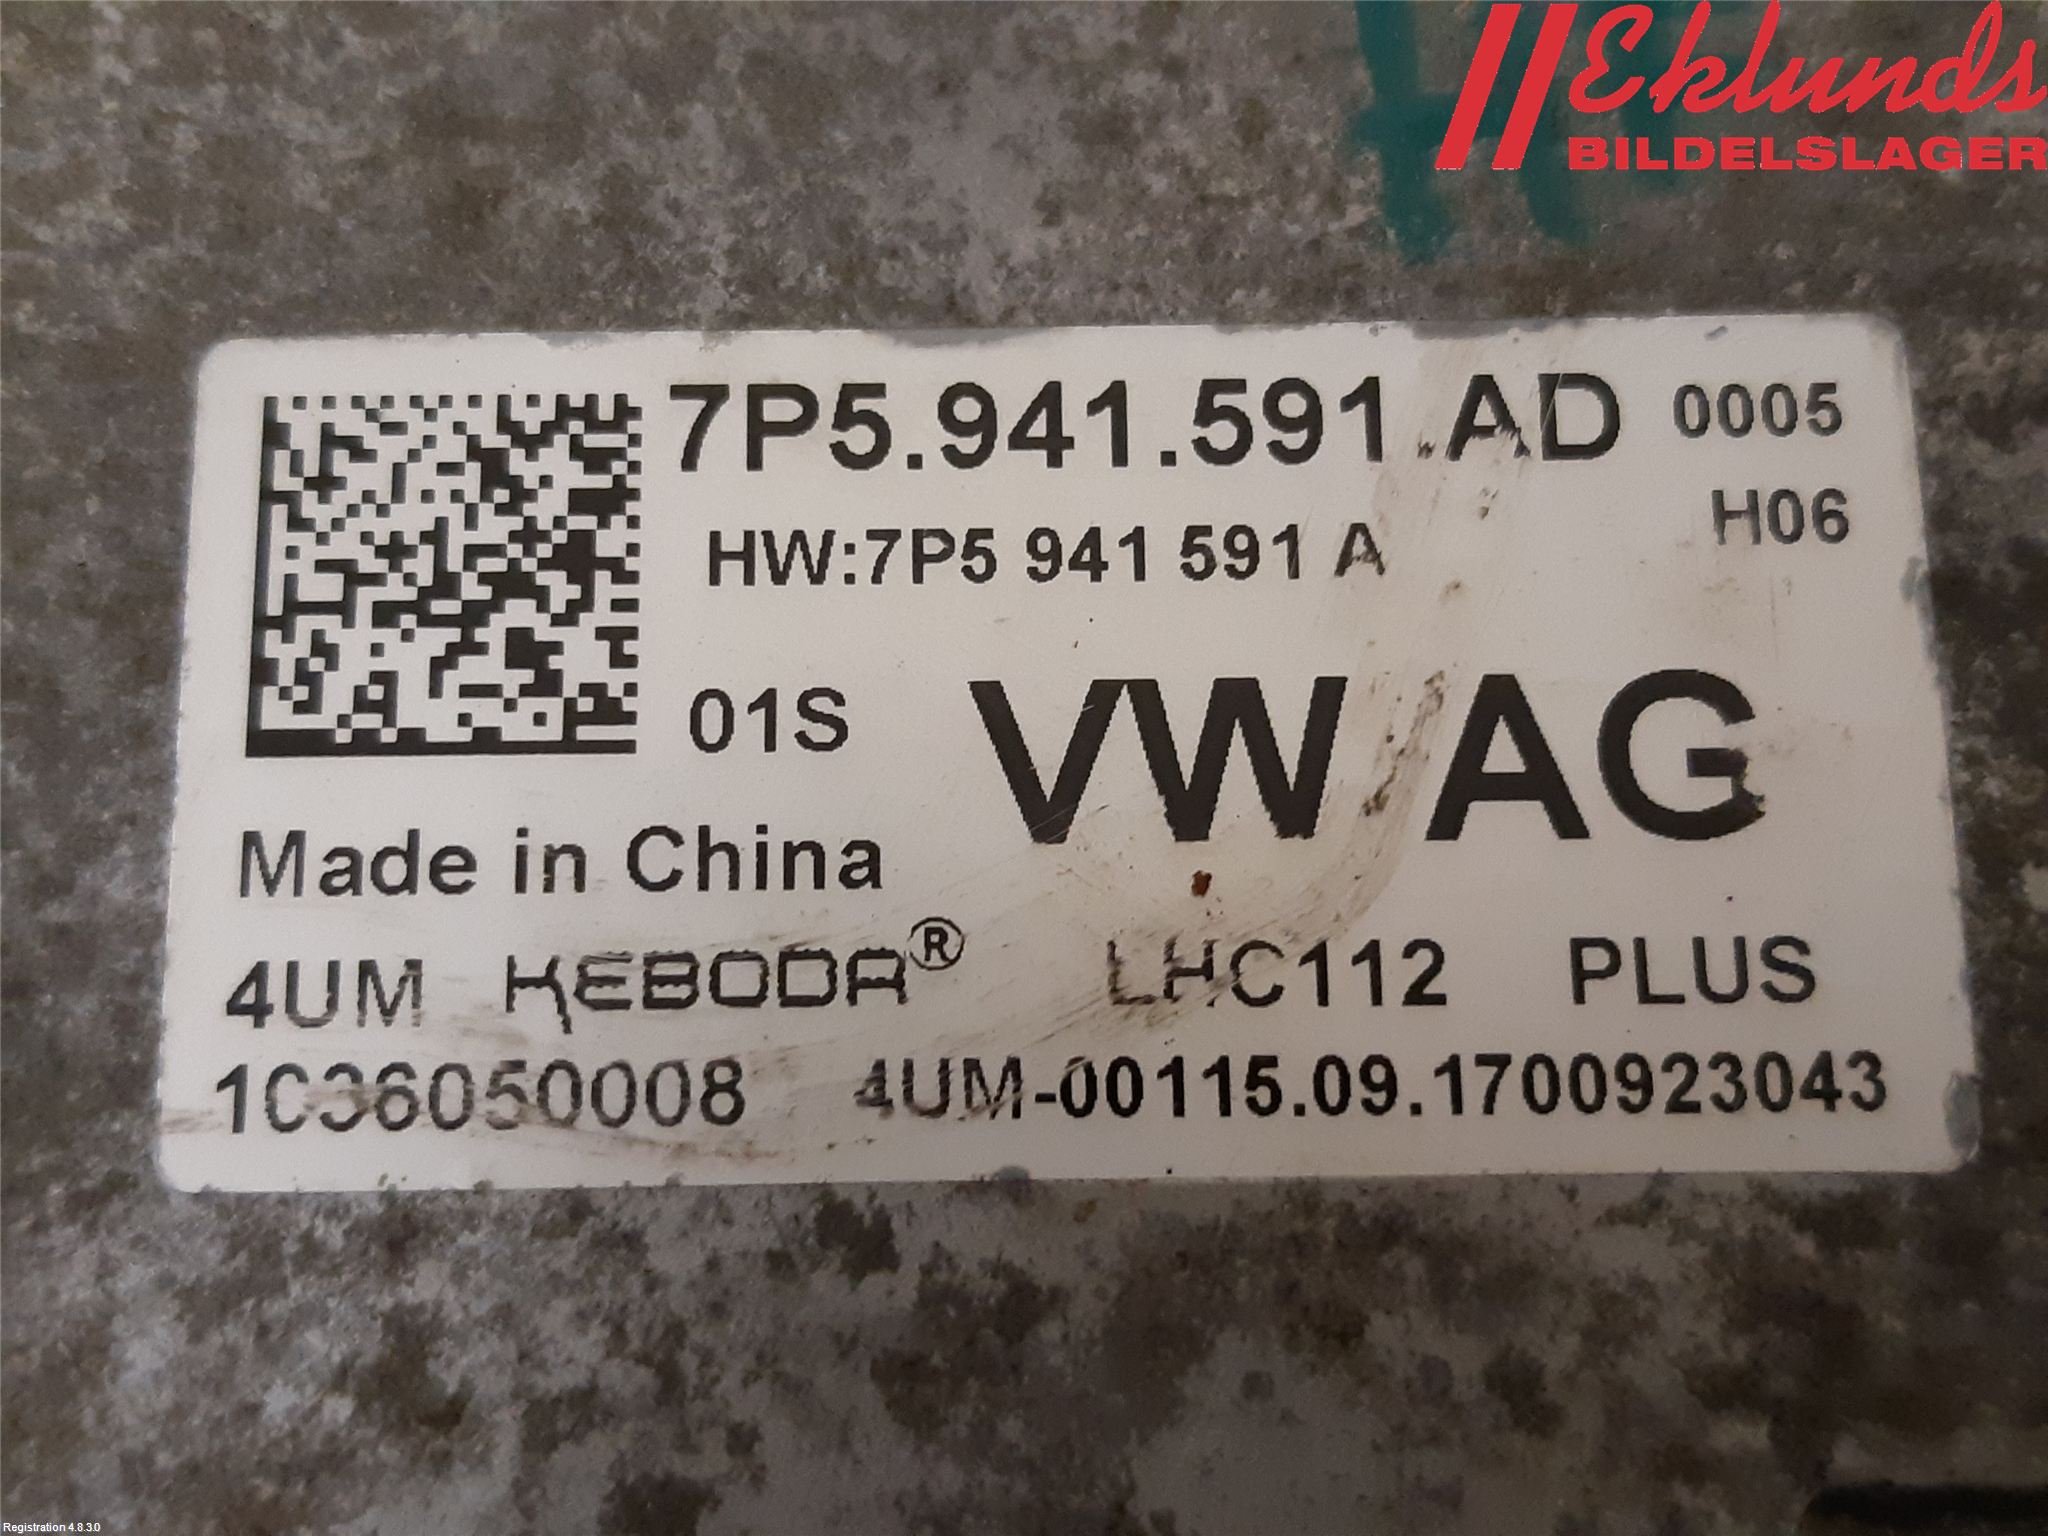 Eklunds
BILDELSLAGER
7P5.941.591.AD 0005
HW:7P5 941 591 A H06
01S VW AG
Made in China
4UM KEBODA® LHC112 PLUS
1C36050008 4UM-00115.09.1700923043
Registration 4.8.3.0